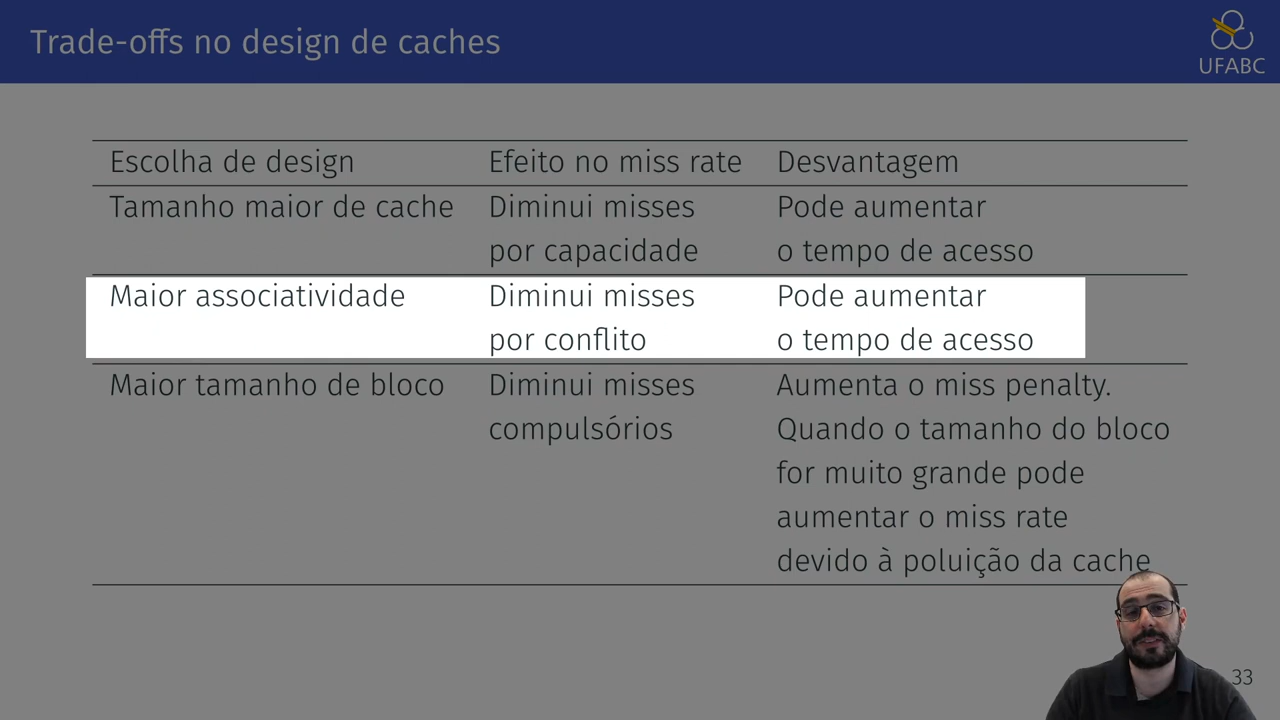 Trade-offs no design de caches
UFABC
Escolha de design Efeito no miss rate Desvantagem
Tamanho maior de cache Diminui misses Pode aumentar
por capacidade o tempo de acesso
Maior associatividade Diminui misses Pode aumentar
por conflito o tempo de acesso
Maior tamanho de bloco Diminui misses Aumenta o miss penalty.
compulsórios Quando o tamanho do bloco
for muito grande pode
aumentar o miss rate
devido à poluição da cache
33